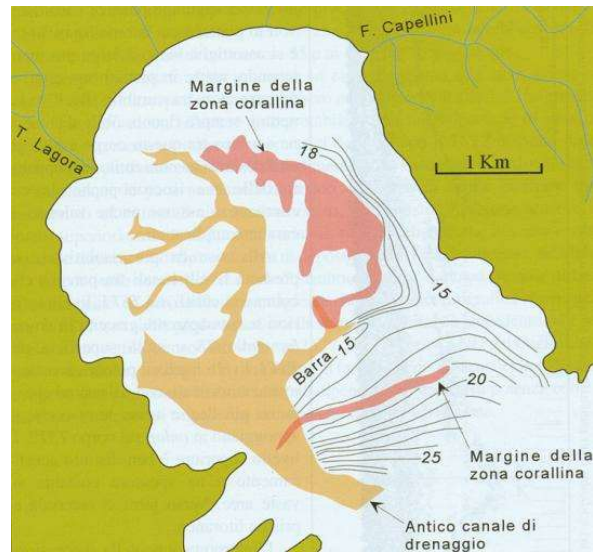 F. Capellini
Margine della
zona corallina
T. Lagora
18
1 Km
15
Barra
15
20
25
Margine della
zona corallina
Antico canale di
drenaggio